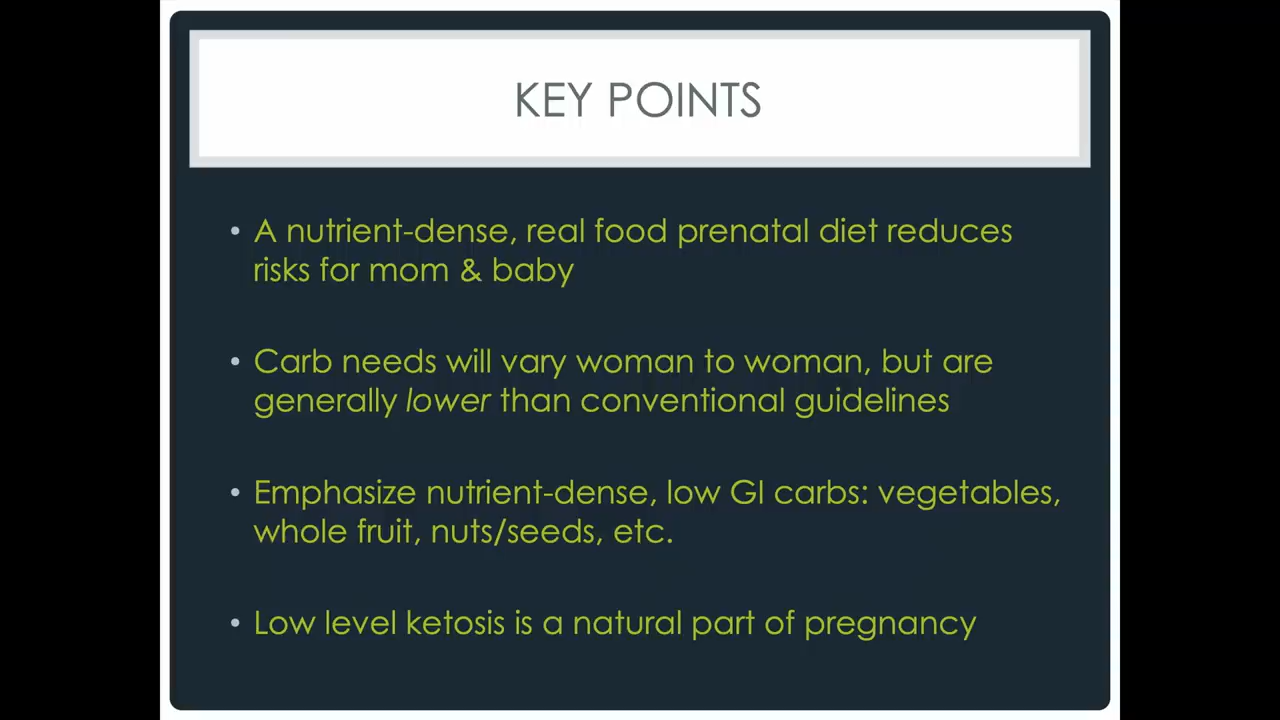 KEY POINTS
• A nutrient-dense, real food prenatal diet reduces
risks for mom & baby
• Carb needs will vary woman to woman, but are
generally lower than conventional guidelines
• Emphasize nutrient-dense, low GI carbs: vegetables,
whole fruit, nuts/seeds, etc.
• Low level ketosis is a natural part of pregnancy